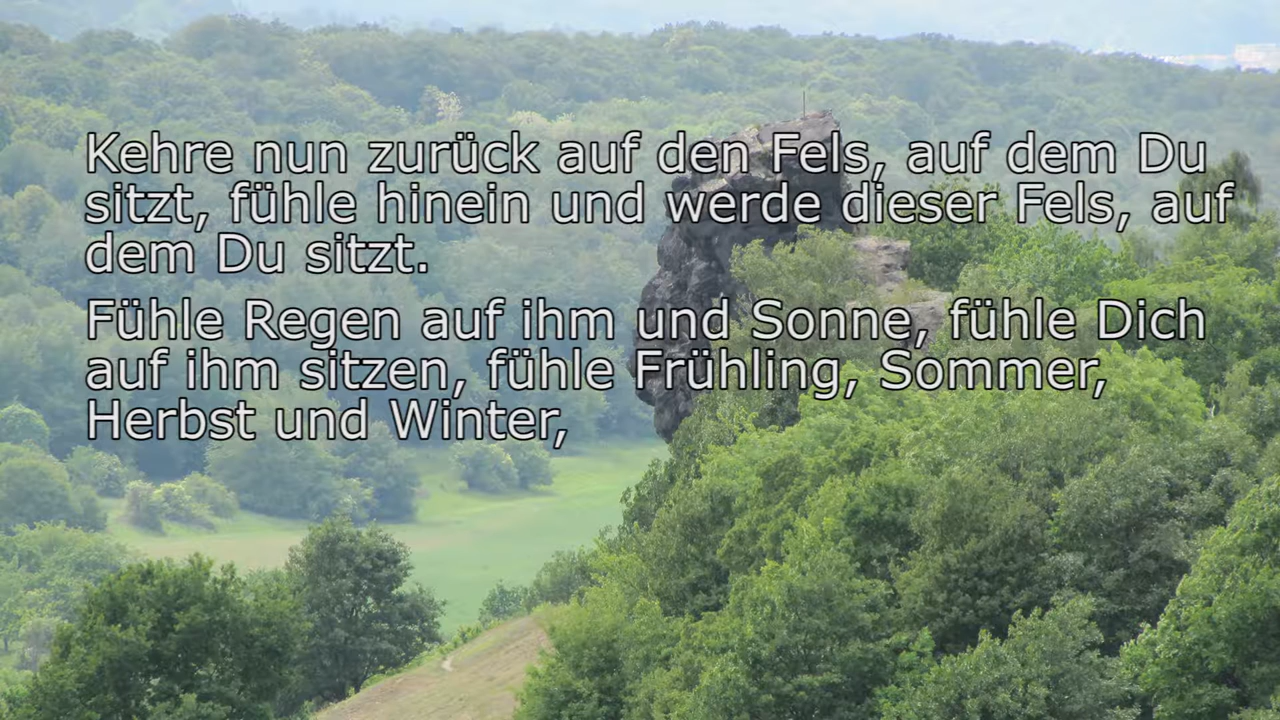 Kehre nun zurück auf den Fels, auf dem Du
sitzt, fühle hinein und werde dieser Fels, auf
dem Du sitzt.
Fühle Regen auf ihm und Sonne, fühle Dich
auf ihm sitzen, fühle Frühling, Sommer,
Herbst und Winter,